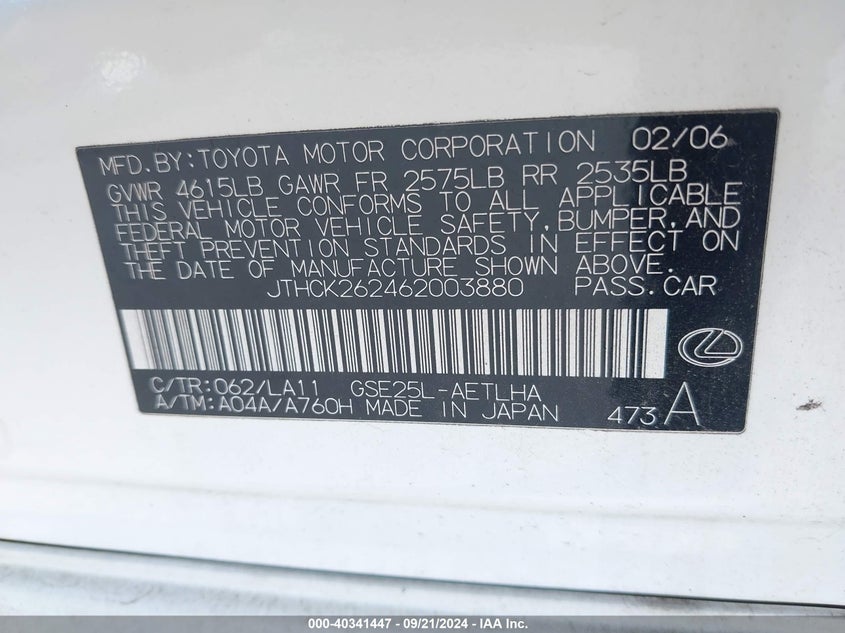 MFD.BY:TOYOTA MOTOR CORPORATION 02/06
GVWR 4615LB GAWR FR 2575LB RR 2535LB
THIS VEHICLE CONFORMS TO ALL APPLICABLE
FEDERAL MOTOR VEHICLE SAFETY,BUMPER,AND
THEFT PREVENTION STANDARDS IN EFFECT ON
THE DATE OF MANUFACTURE SHOWN ABOVE.
JTHCK262462003880 PASS.CAR
C/TR:062/LA11 GSE25L-AETLHA
A/TM:A04A/A760H MADE IN JAPAN 473 A
000-40341447 - 09/21/2024 - IAA Inc.